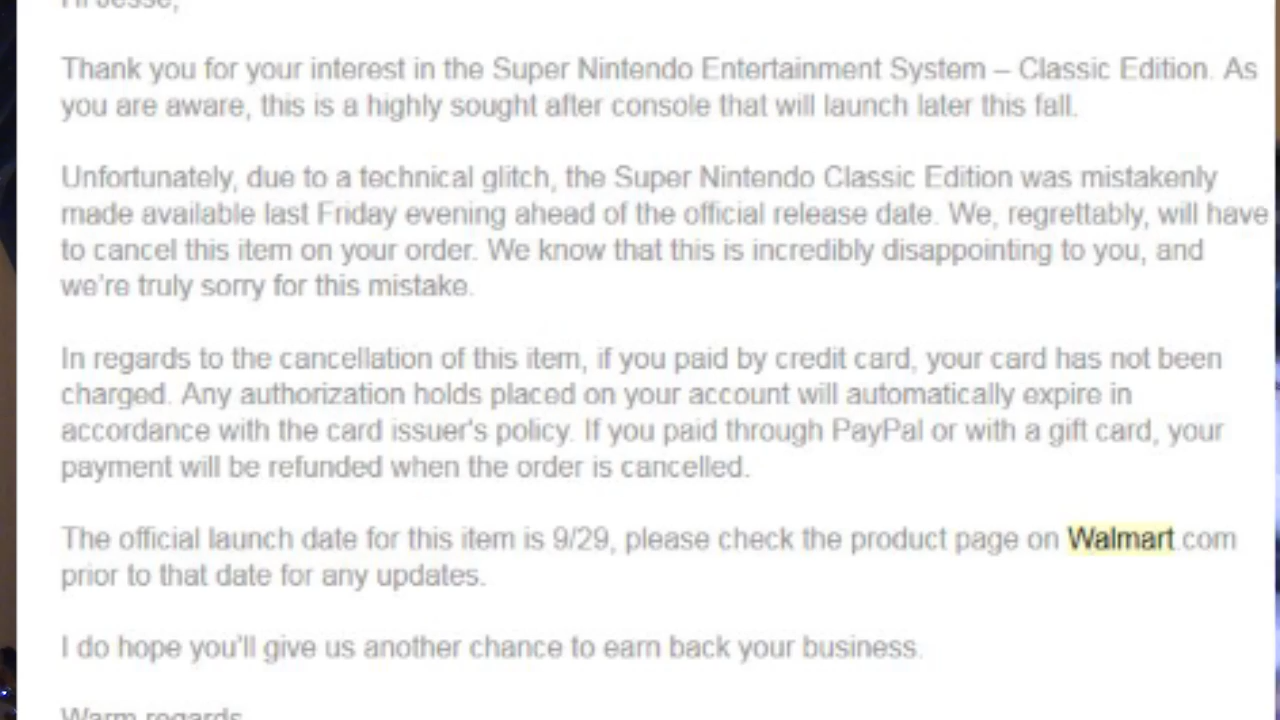 Hi Jesse,
Thank you for your interest in the Super Nintendo Entertainment System – Classic Edition. As
you are aware, this is a highly sought after console that will launch later this fall.
Unfortunately, due to a technical glitch, the Super Nintendo Classic Edition was mistakenly
made available last Friday evening ahead of the official release date. We, regrettably, will have
to cancel this item on your order. We know that this is incredibly disappointing to you, and
we're truly sorry for this mistake.
In regards to the cancellation of this item, if you paid by credit card, your card has not been
charged. Any authorization holds placed on your account will automatically expire in
accordance with the card issuer's policy. If you paid through PayPal or with a gift card, your
payment will be refunded when the order is cancelled.
The official launch date for this item is 9/29, please check the product page on Walmart.com
prior to that date for any updates.
I do hope you'll give us another chance to earn back your business.
Warm regards